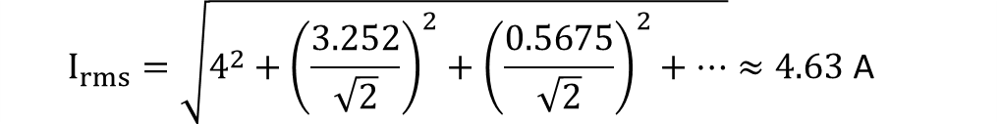 I_rms = √(4² + (3.252/√2)² + (0.5675/√2)² + ⋯) ≈ 4.63 A